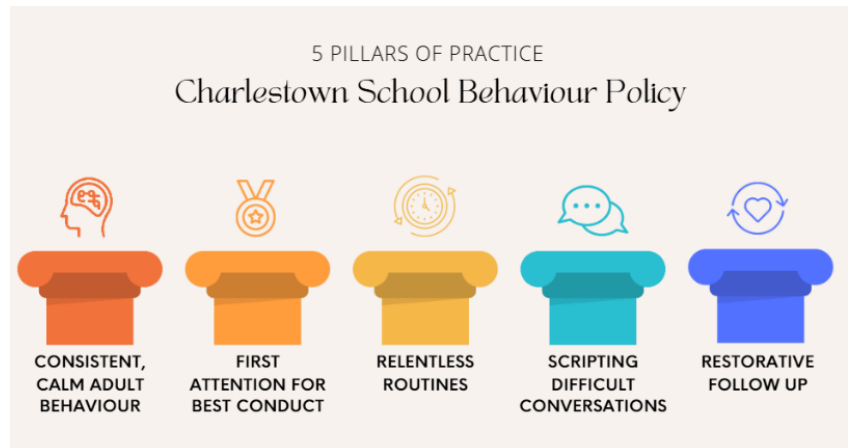 5 PILLARS OF PRACTICE
Charlestown School Behaviour Policy
CONSISTENT,
CALM ADULT
BEHAVIOUR
FIRST
ATTENTION FOR
BEST CONDUCT
RELENTLESS
ROUTINES
SCRIPTING
DIFFICULT
CONVERSATIONS
RESTORATIVE
FOLLOW UP